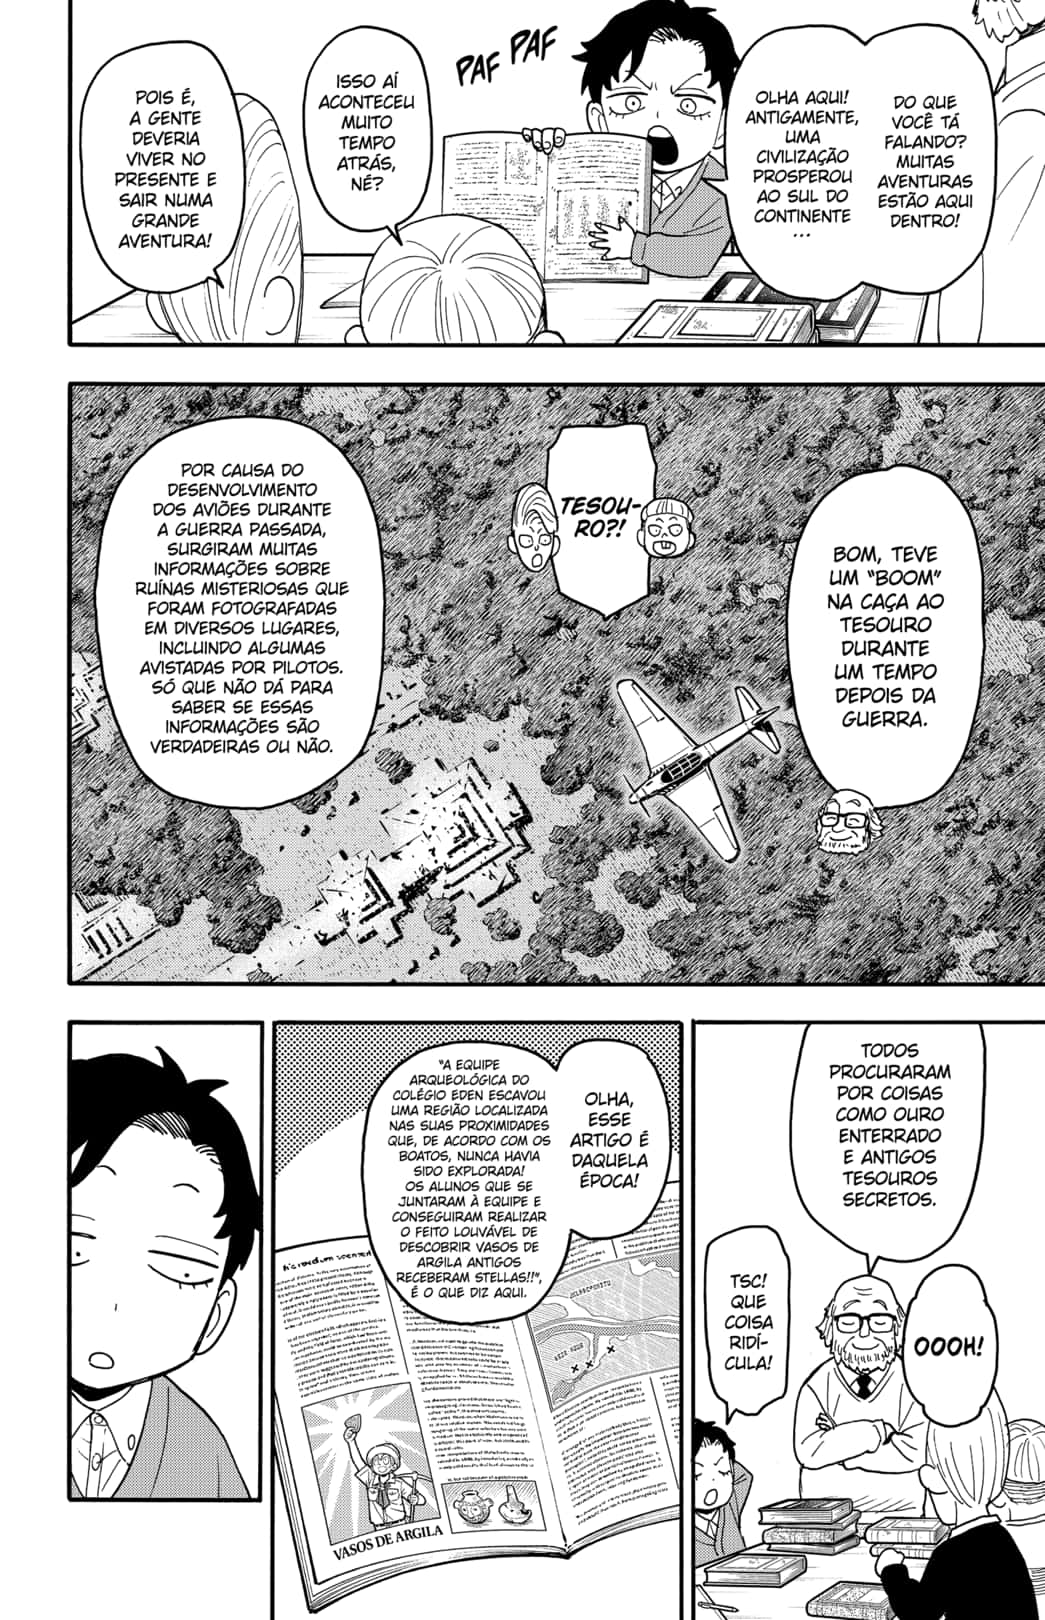 DO QUE
VOCÊ TÁ
FALANDO?
MUITAS
AVENTURAS
ESTÃO AQUI
DENTRO!
OLHA AQUI!
ANTIGAMENTE,
UMA
CIVILIZAÇÃO
PROSPEROU
AO SUL DO
CONTINENTE
...
PAF PAF
ISSO AÍ
ACONTECEU
MUITO
TEMPO
ATRÁS,
NÉ?
POIS É,
A GENTE
DEVERIA
VIVER NO
PRESENTE E
SAIR NUMA
GRANDE
AVENTURA!
BOM, TEVE
UM "BOOM"
NA CAÇA AO
TESOURO
DURANTE
UM TEMPO
DEPOIS DA
GUERRA.
TESOU-
RO?!
POR CAUSA DO
DESENVOLVIMENTO
DOS AVIÕES DURANTE
A GUERRA PASSADA,
SURGIRAM MUITAS
INFORMAÇÕES SOBRE
RUÍNAS MISTERIOSAS QUE
FORAM FOTOGRAFADAS
EM DIVERSOS LUGARES,
INCLUINDO ALGUMAS
AVISTADAS POR PILOTOS.
SÓ QUE NÃO DÁ PARA
SABER SE ESSAS
INFORMAÇÕES SÃO
VERDADEIRAS OU NÃO.
TODOS
PROCURARAM
POR COISAS
COMO OURO
ENTERRADO
E ANTIGOS
TESOUROS
SECRETOS.
OOOH!
TSC!
QUE
COISA
RIDÍ-
CULA!
OLHA,
ESSE
ARTIGO É
DAQUELA
ÉPOCA!
"A EQUIPE
ARQUEOLÓGICA DO
COLÉGIO EDEN ESCAVOU
UMA REGIÃO LOCALIZADA
NAS SUAS PROXIMIDADES
QUE, DE ACORDO COM OS
BOATOS, NUNCA HAVIA
SIDO EXPLORADA!
OS ALUNOS QUE SE
JUNTARAM À EQUIPE E
CONSEGUIRAM REALIZAR
O FEITO LOUVÁVEL DE
DESCOBRIR VASOS DE
ARGILA ANTIGOS
RECEBERAM STELLAS!!",
É O QUE DIZ AQUI.
VASOS DE ARGILA